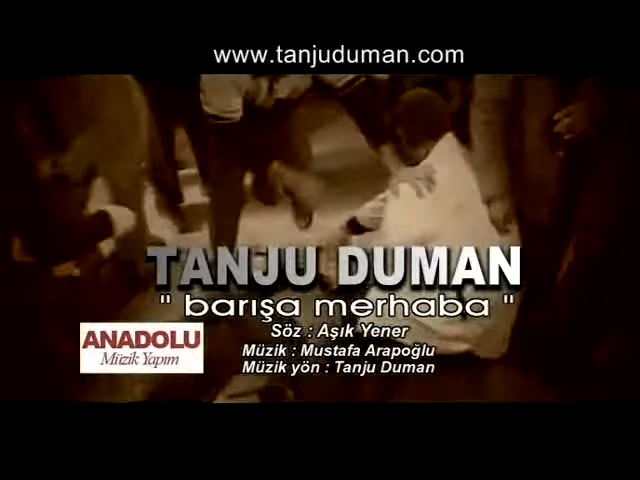 www.tanjuduman.com
TANJU DUMAN
" barışa merhaba "
Söz : Aşık Yener
Müzik : Mustafa Arapoğlu
Müzik yön : Tanju Duman
ANADOLU
Müzik Yapım